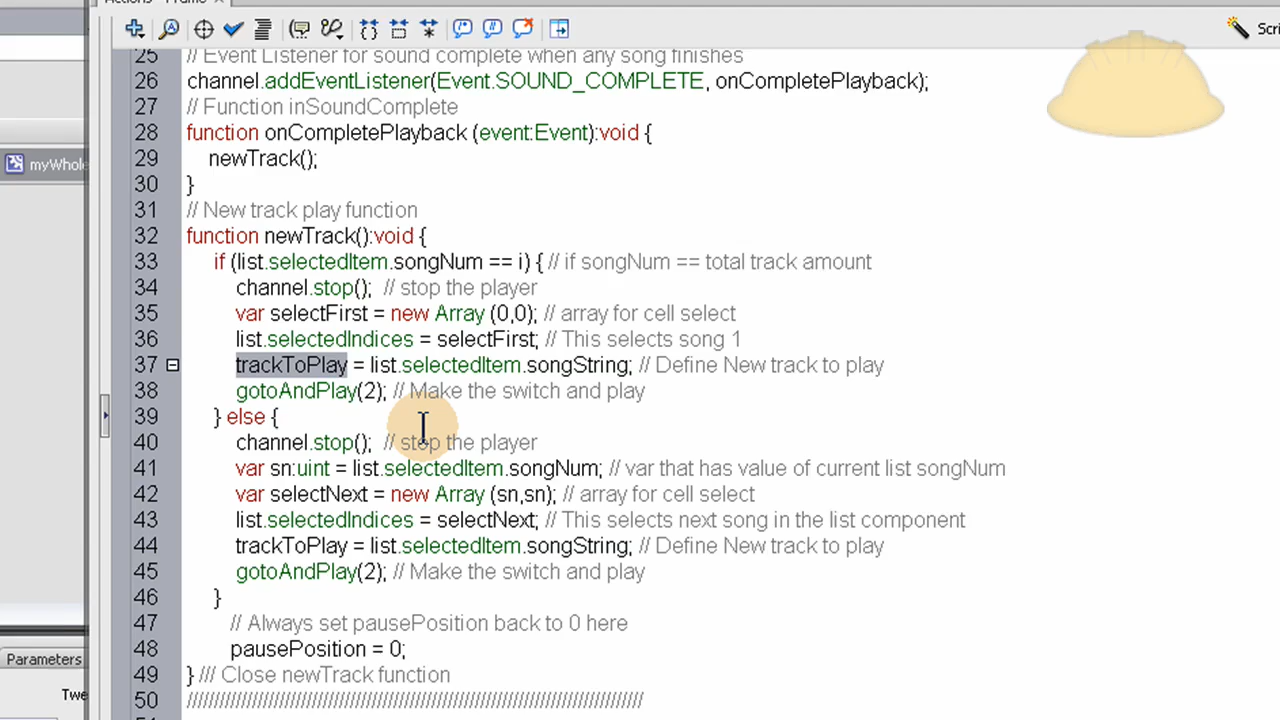 Actions - Frame
Scri
25 // Event Listener for sound complete when any song finishes
26 channel.addEventListener(Event.SOUND_COMPLETE, onCompletePlayback);
27 // Function inSoundComplete
28 function onCompletePlayback (event:Event):void {
myWhole
29 newTrack();
30 }
31 // New track play function
32 function newTrack():void {
33 if (list.selectedItem.songNum == i) { // if songNum == total track amount
34 channel.stop(); // stop the player
35 var selectFirst = new Array (0,0); // array for cell select
36 list.selectedIndices = selectFirst; // This selects song 1
37 trackToPlay = list.selectedItem.songString; // Define New track to play
38 gotoAndPlay(2); // Make the switch and play
39 } else {
40 channel.stop(); // stop the player
41 var sn:uint = list.selectedItem.songNum; // var that has value of current list songNum
42 var selectNext = new Array (sn,sn); // array for cell select
43 list.selectedIndices = selectNext; // This selects next song in the list component
44 trackToPlay = list.selectedItem.songString; // Define New track to play
45 gotoAndPlay(2); // Make the switch and play
46 }
47 // Always set pausePosition back to 0 here
48 pausePosition = 0;
Parameters
49 } /// Close newTrack function
Twe
50 ////////////////////////////////////////////////////////////////////////////